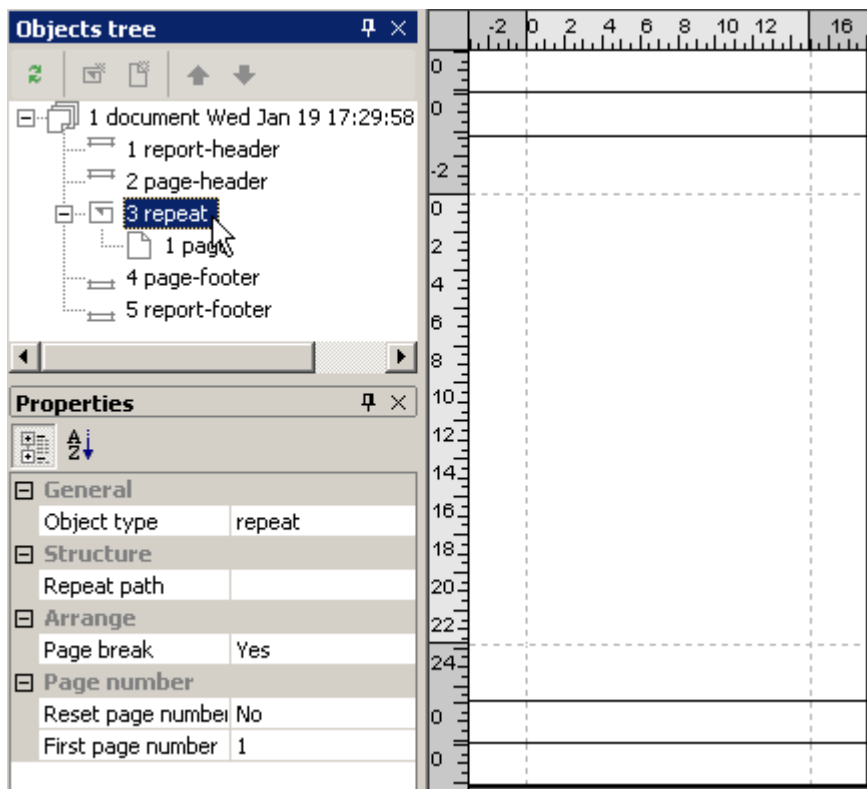 Objects tree
1 document Wed Jan 19 17:29:58
1 report-header
2 page-header
3 repeat
1 page
4 page-footer
5 report-footer
Properties
A
Z
General
Object type repeat
Structure
Repeat path
Arrange
Page break Yes
Page number
Reset page number No
First page number 1
-2 0 2 4 6 8 10 12 16
0
0
-2
0
2
4
6
8
10
12
14
16
18
20
22
24
0
0